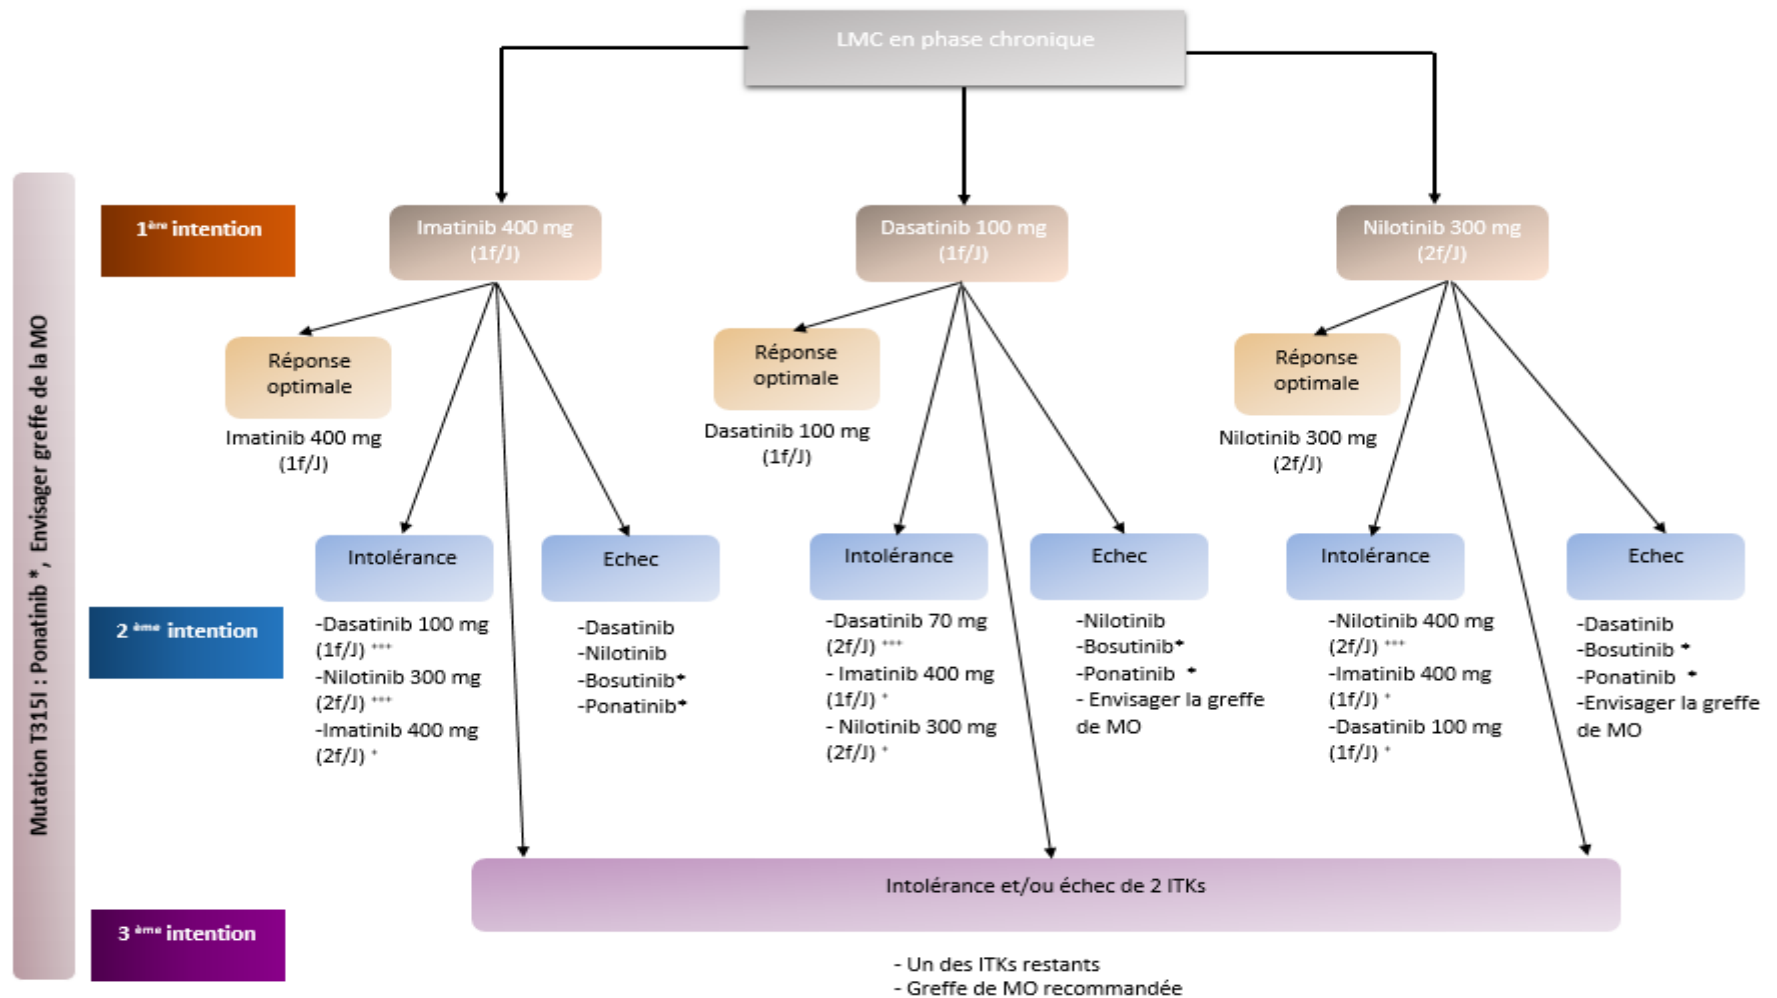 LMC en phase chronique
Mutation T315I : Ponatinib *, Envisager greffe de la MO
1ère intention
Imatinib 400 mg
(1f/J)
Dasatinib 100 mg
(1f/J)
Nilotinib 300 mg
(2f/J)
Réponse
optimale
Imatinib 400 mg
(1f/J)
Réponse
optimale
Dasatinib 100 mg
(1f/J)
Réponse
optimale
Nilotinib 300 mg
(2f/J)
2 ème intention
Intolérance
-Dasatinib 100 mg
(1f/J) +++
-Nilotinib 300 mg
(2f/J) +++
-Imatinib 400 mg
(2f/J) +
Echec
-Dasatinib
-Nilotinib
-Bosutinib*
-Ponatinib*
Intolérance
-Dasatinib 70 mg
(2f/J) +++
- Imatinib 400 mg
(1f/J) +
- Nilotinib 300 mg
(2f/J) +
Echec
-Nilotinib
-Bosutinib*
-Ponatinib *
- Envisager la greffe
de MO
Intolérance
-Nilotinib 400 mg
(2f/J) +++
-Imatinib 400 mg
(1f/J) +
-Dasatinib 100 mg
(1f/J) +
Echec
-Dasatinib
-Bosutinib *
-Ponatinib *
-Envisager la greffe
de MO
3 ème intention
Intolérance et/ou échec de 2 ITKs
- Un des ITKs restants
- Greffe de MO recommandée